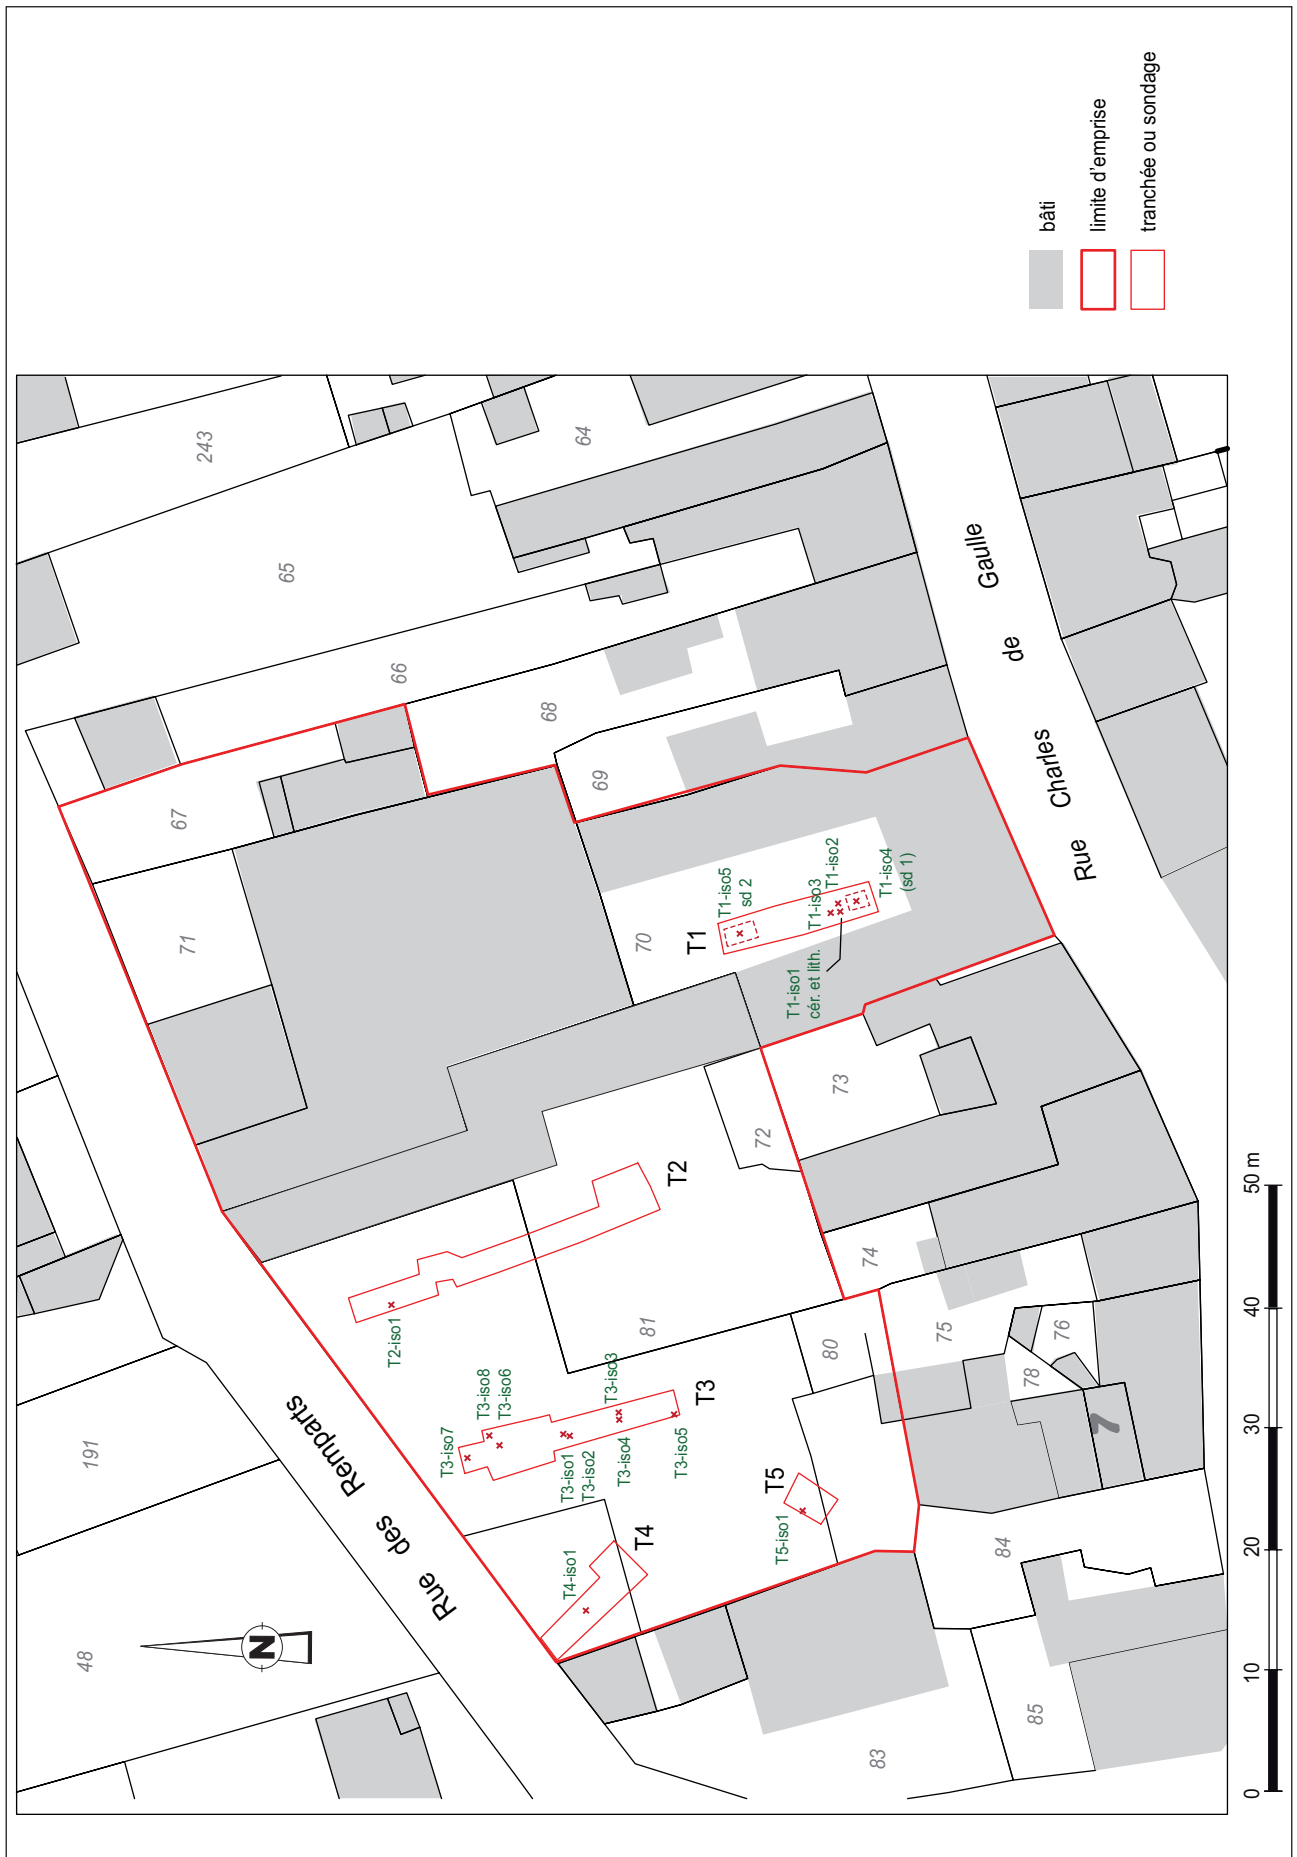 bâti
limite d'emprise
tranchée ou sondage
Rue des Remparts
Rue Charles de Gaulle
N
48
191
243
65
64
66
67
68
69
70
71
72
73
74
75
76
78
7
80
81
83
84
85
T1
T1-iso5
sd 2
T1-iso3
T1-iso2
T1-iso4
(sd 1)
T1-iso1
cér. et lith.
T2
T2-iso1
T3
T3-iso7
T3-iso8
T3-iso6
T3-iso1
T3-iso2
T3-iso3
T3-iso4
T3-iso5
T4
T4-iso1
T5
T5-iso1
0 10 20 30 40 50 m